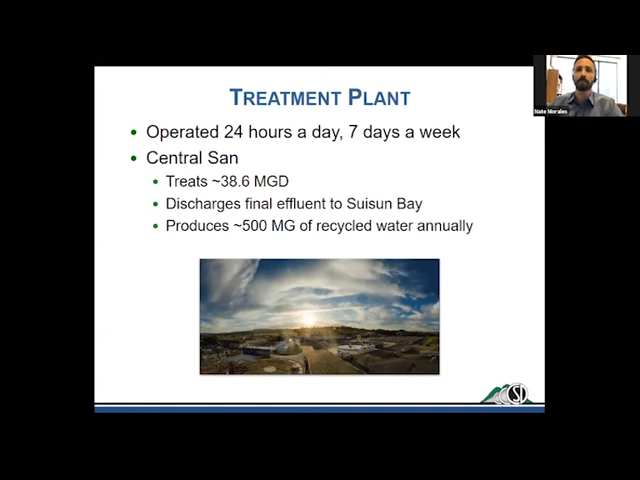 TREATMENT PLANT
Operated 24 hours a day, 7 days a week
Central San
Treats ~38.6 MGD
Discharges final effluent to Suisun Bay
Produces ~500 MG of recycled water annually
Nate Morales